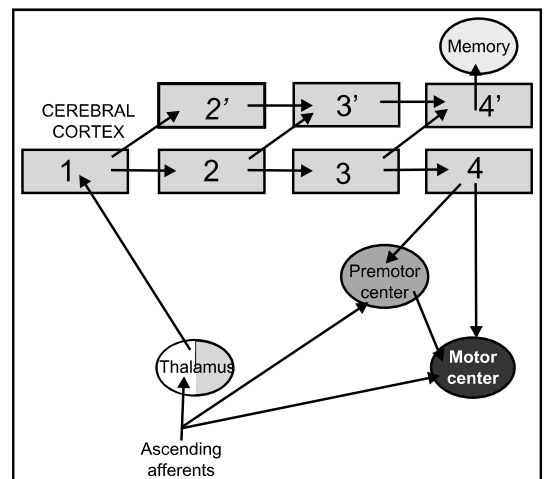 Memory
2’ 3’ 4’
CEREBRAL
CORTEX
1 2 3 4
Premotor
center
Thalamus
Motor
center
Ascending
afferents